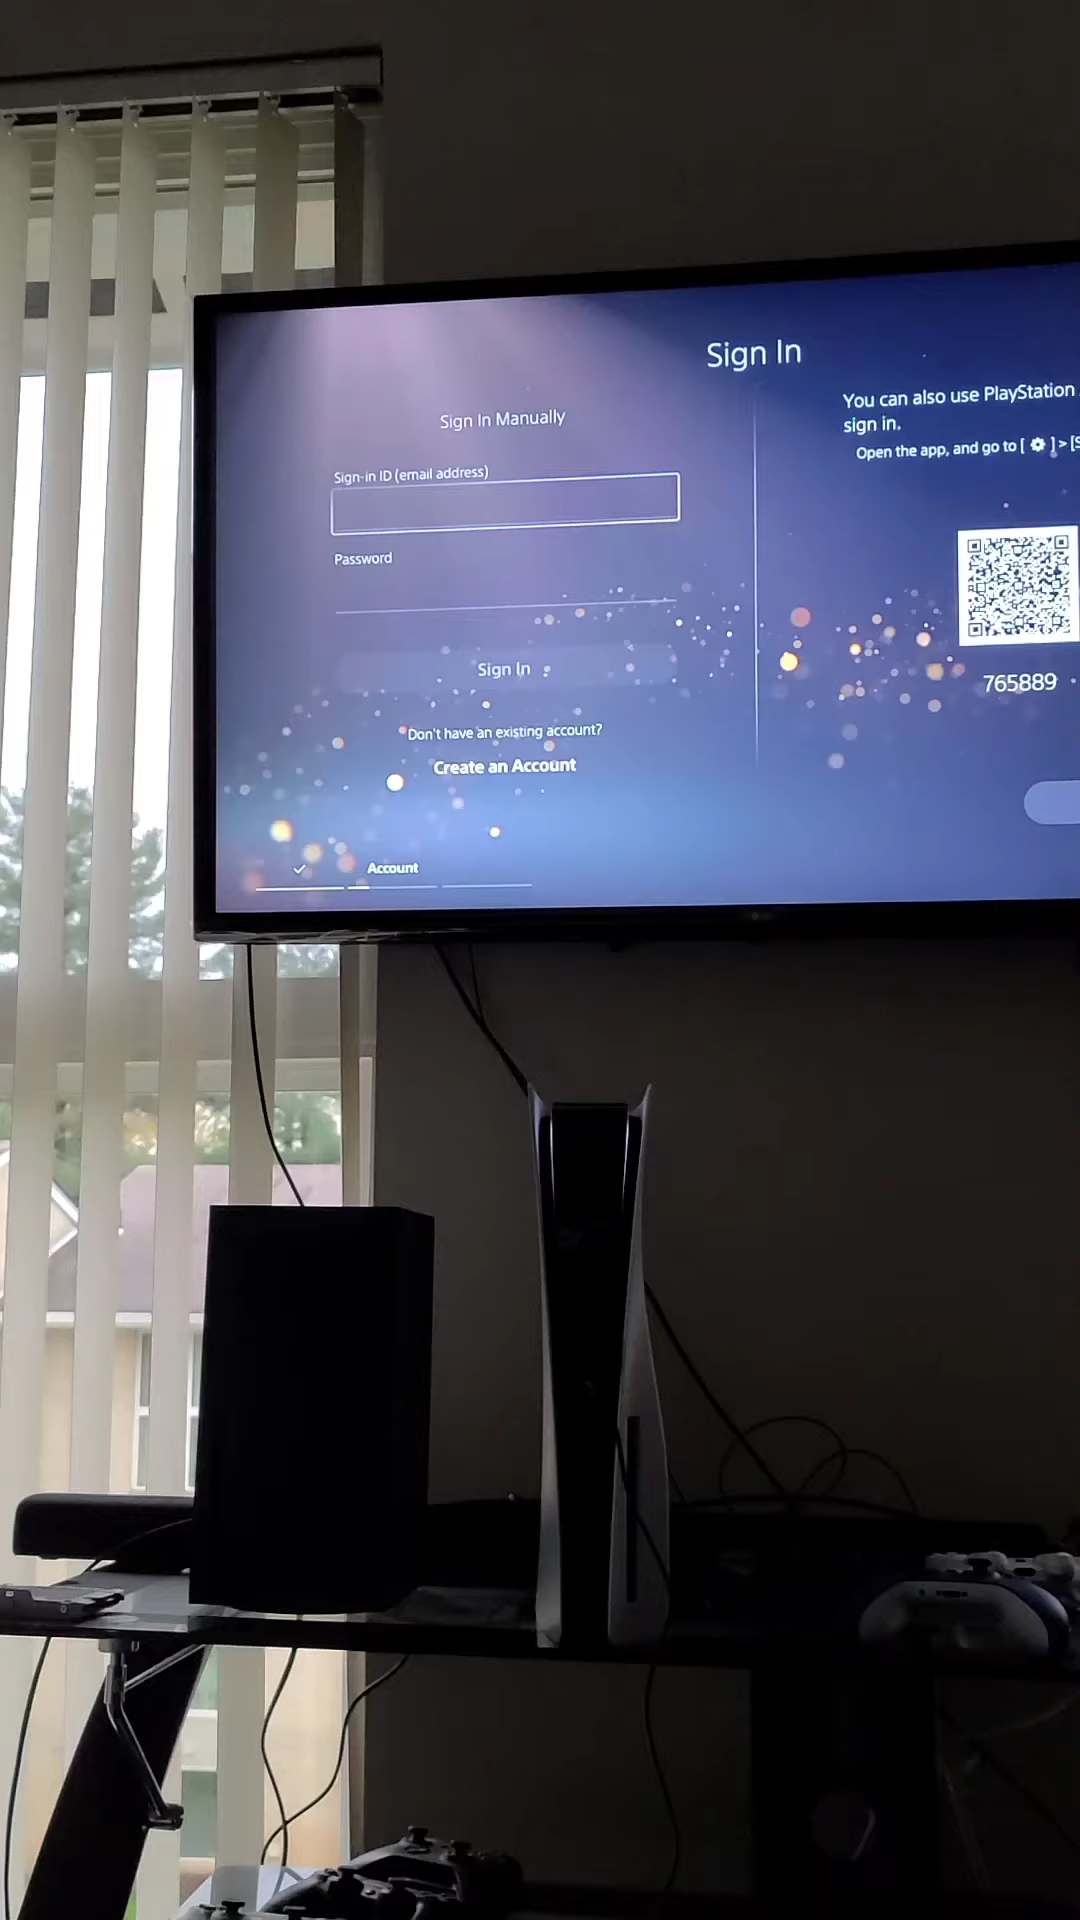 Sign In
Sign In Manually
Sign-in ID (email address)
Password
Sign In
Don't have an existing account?
Create an Account
Account
You can also use PlayStation
sign in.
Open the app, and go to [ ⚙ ] > [S
765889